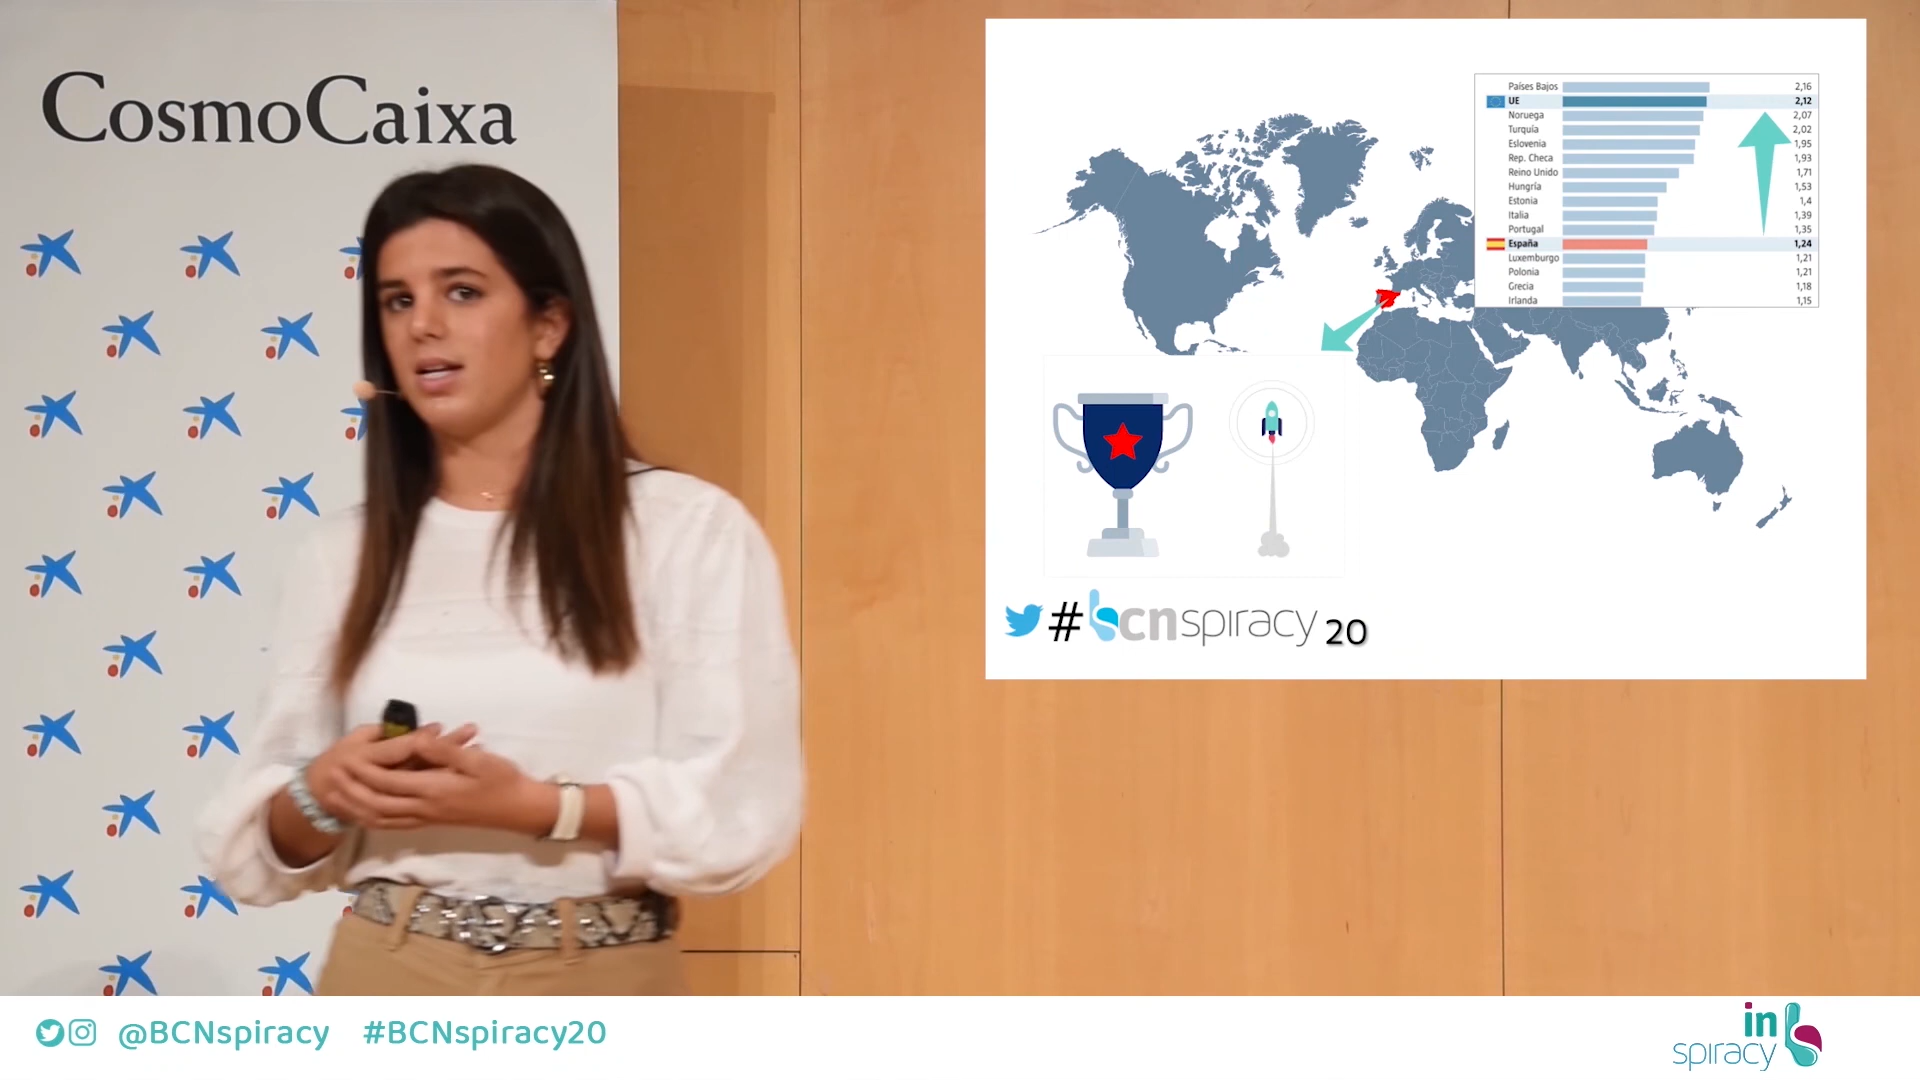 CosmoCaixa
Países Bajos 2,16
UE 2,12
Noruega 2,07
Turquía 2,02
Eslovenia 1,95
Rep. Checa 1,93
Reino Unido 1,71
Hungría 1,53
Estonia 1,4
Italia 1,39
Portugal 1,35
España 1,24
Luxemburgo 1,21
Polonia 1,21
Grecia 1,18
Irlanda 1,15
#bcnspiracy 20
@BCNspiracy #BCNspiracy20
in
spiracy